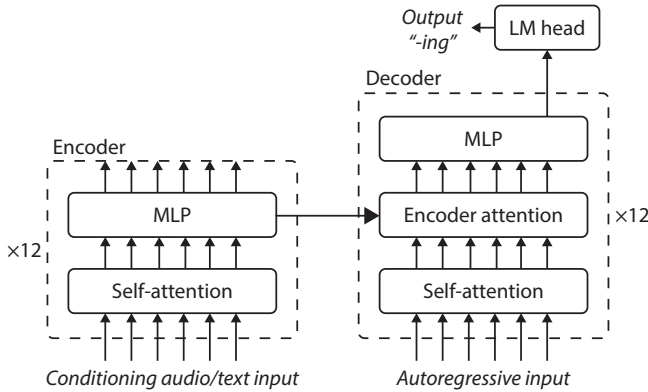 Output
“-ing”
LM head
Decoder
MLP
Encoder
MLP
Encoder attention
×12
×12
Self-attention
Self-attention
Conditioning audio/text input
Autoregressive input